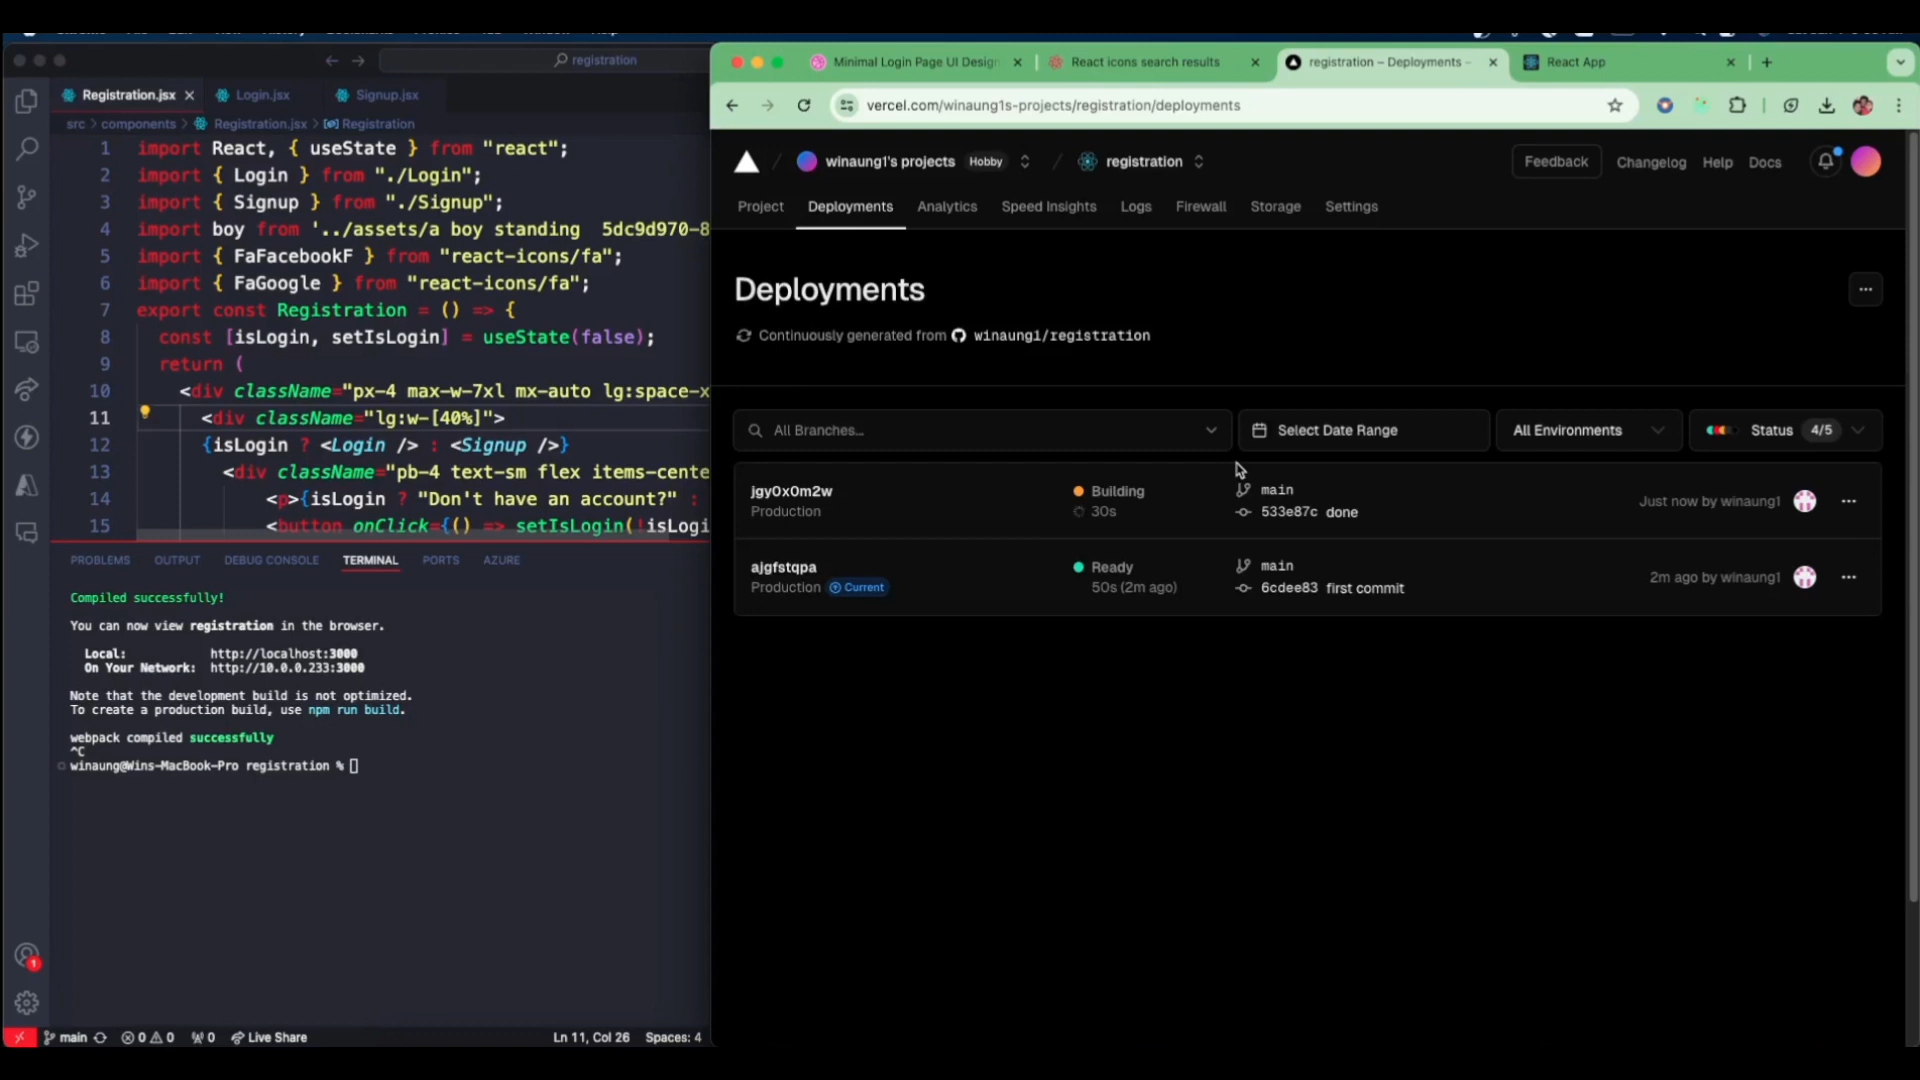 registration
Registration.jsx
Login.jsx
Signup.jsx
src > components > Registration.jsx > Registration
1 import React, { useState } from "react";
2 import { Login } from "./Login";
3 import { Signup } from "./Signup";
4 import boy from '../assets/a boy standing 5dc9d970-8
5 import { FaFacebookF } from "react-icons/fa";
6 import { FaGoogle } from "react-icons/fa";
7 export const Registration = () => {
8 const [isLogin, setIsLogin] = useState(false);
9 return (
10 <div className="px-4 max-w-7xl mx-auto lg:space-x
11 <div className="lg:w-[40%]">
12 {isLogin ? <Login /> : <Signup />}
13 <div className="pb-4 text-sm flex items-cente
14 <p>{isLogin ? "Don't have an account?" :
15 <button onClick={() => setIsLogin(!isLogi
PROBLEMS OUTPUT DEBUG CONSOLE TERMINAL PORTS AZURE
Compiled successfully!
You can now view registration in the browser.
Local: http://localhost:3000
On Your Network: http://10.0.0.233:3000
Note that the development build is not optimized.
To create a production build, use npm run build.
webpack compiled successfully
^C
winaung@Wins-MacBook-Pro registration %
1
main 0 0 0 Live Share Ln 11, Col 26 Spaces: 4
Minimal Login Page UI Design
React icons search results
registration – Deployments –
React App
vercel.com/winaung1s-projects/registration/deployments
winaung1's projects Hobby / registration
Feedback Changelog Help Docs
Project Deployments Analytics Speed Insights Logs Firewall Storage Settings
Deployments
Continuously generated from winaung1/registration
All Branches...
Select Date Range
All Environments
Status 4/5
jgy0x0m2w
Production
Building
30s
main
533e87c done
Just now by winaung1
ajgfstqpa
Production Current
Ready
50s (2m ago)
main
6cdee83 first commit
2m ago by winaung1